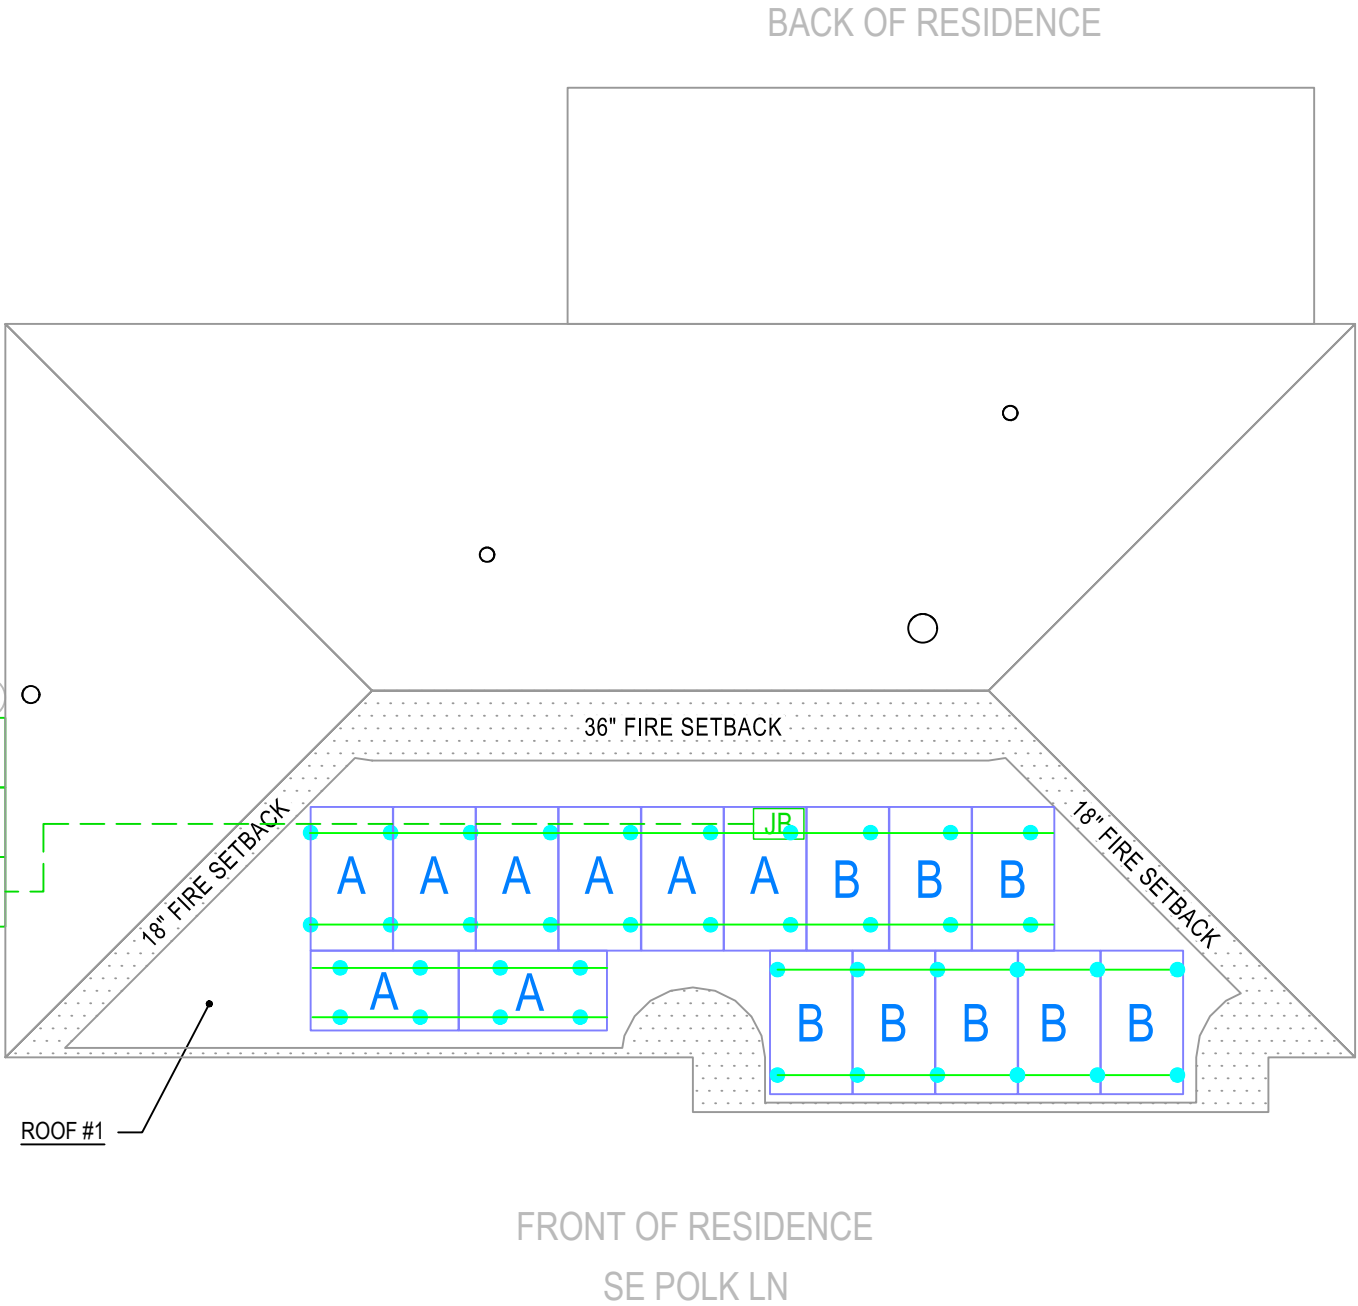 BACK OF RESIDENCE
36" FIRE SETBACK
18" FIRE SETBACK
18" FIRE SETBACK
JB
A A A A A A B B B
A A
B B B B B
ROOF #1
FRONT OF RESIDENCE
SE POLK LN